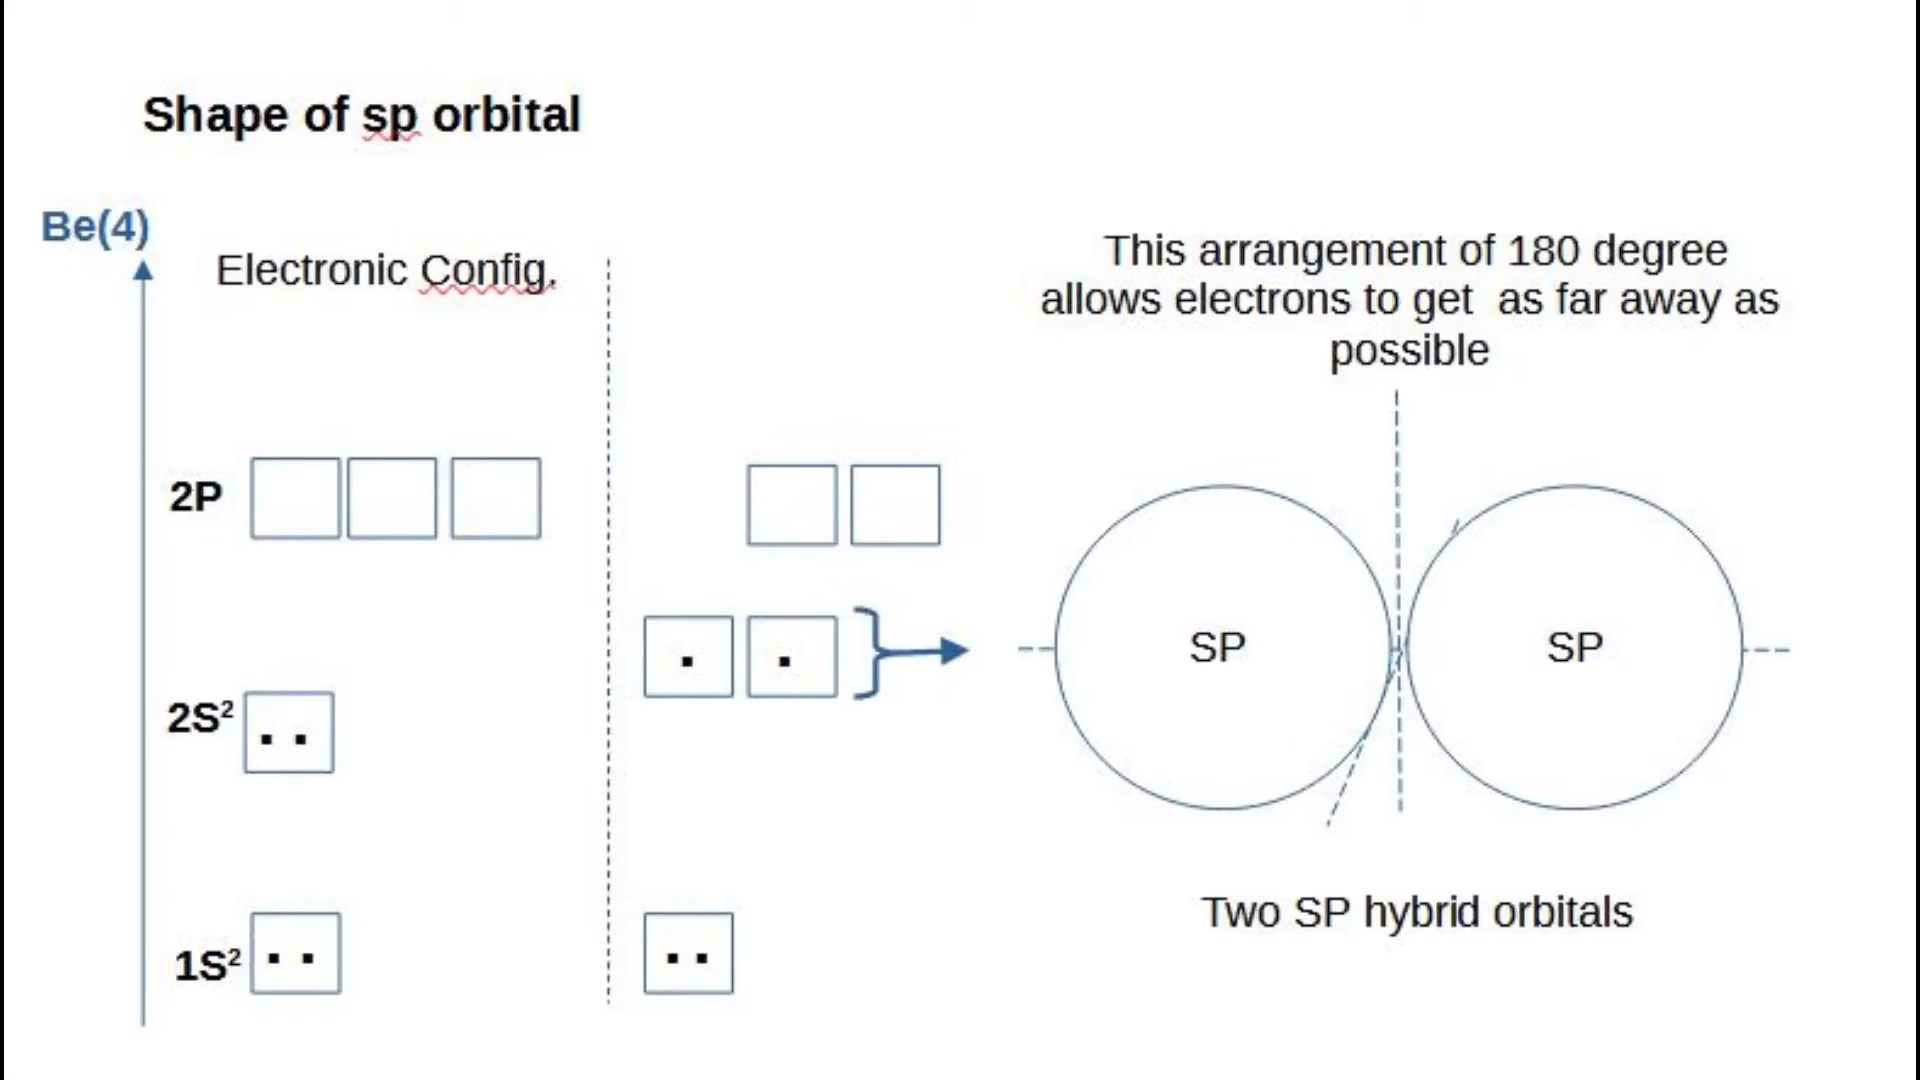 Shape of sp orbital
Be(4)
Electronic Config.
This arrangement of 180 degree
allows electrons to get  as far away as
possible
2P
SP
SP
2S²
Two SP hybrid orbitals
1S²